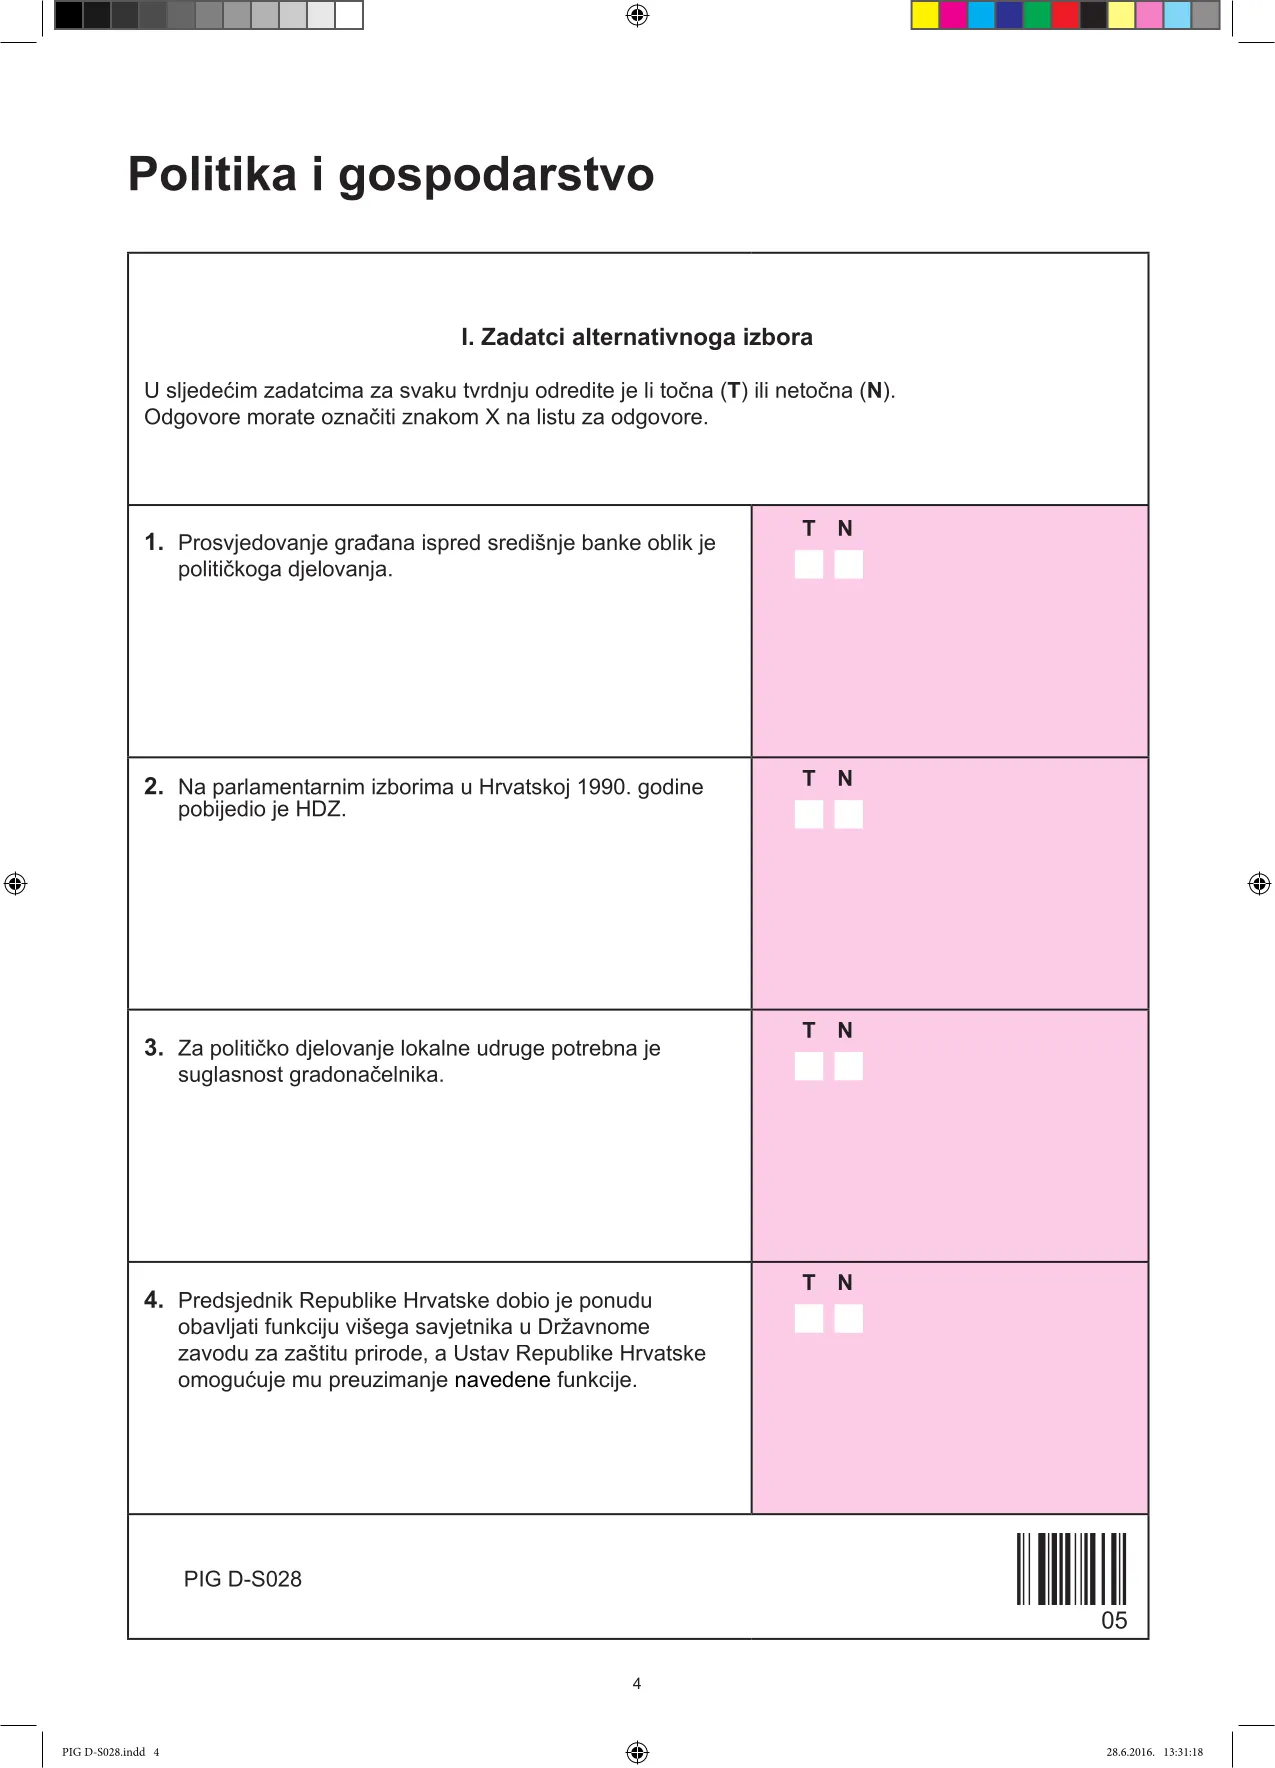 Politika i gospodarstvo
I. Zadatci alternativnoga izbora
U sljedećim zadatcima za svaku tvrdnju odredite je li točna (T) ili netočna (N).
Odgovore morate označiti znakom X na listu za odgovore.
1. Prosvjedovanje građana ispred središnje banke oblik je
političkoga djelovanja.
T N
2. Na parlamentarnim izborima u Hrvatskoj 1990. godine
pobijedio je HDZ.
T N
3. Za političko djelovanje lokalne udruge potrebna je
suglasnost gradonačelnika.
T N
4. Predsjednik Republike Hrvatske dobio je ponudu
obavljati funkciju višega savjetnika u Državnome
zavodu za zaštitu prirode, a Ustav Republike Hrvatske
omogućuje mu preuzimanje navedene funkcije.
T N
PIG D-S028
05
4
PIG D-S028.indd 4
28.6.2016. 13:31:18